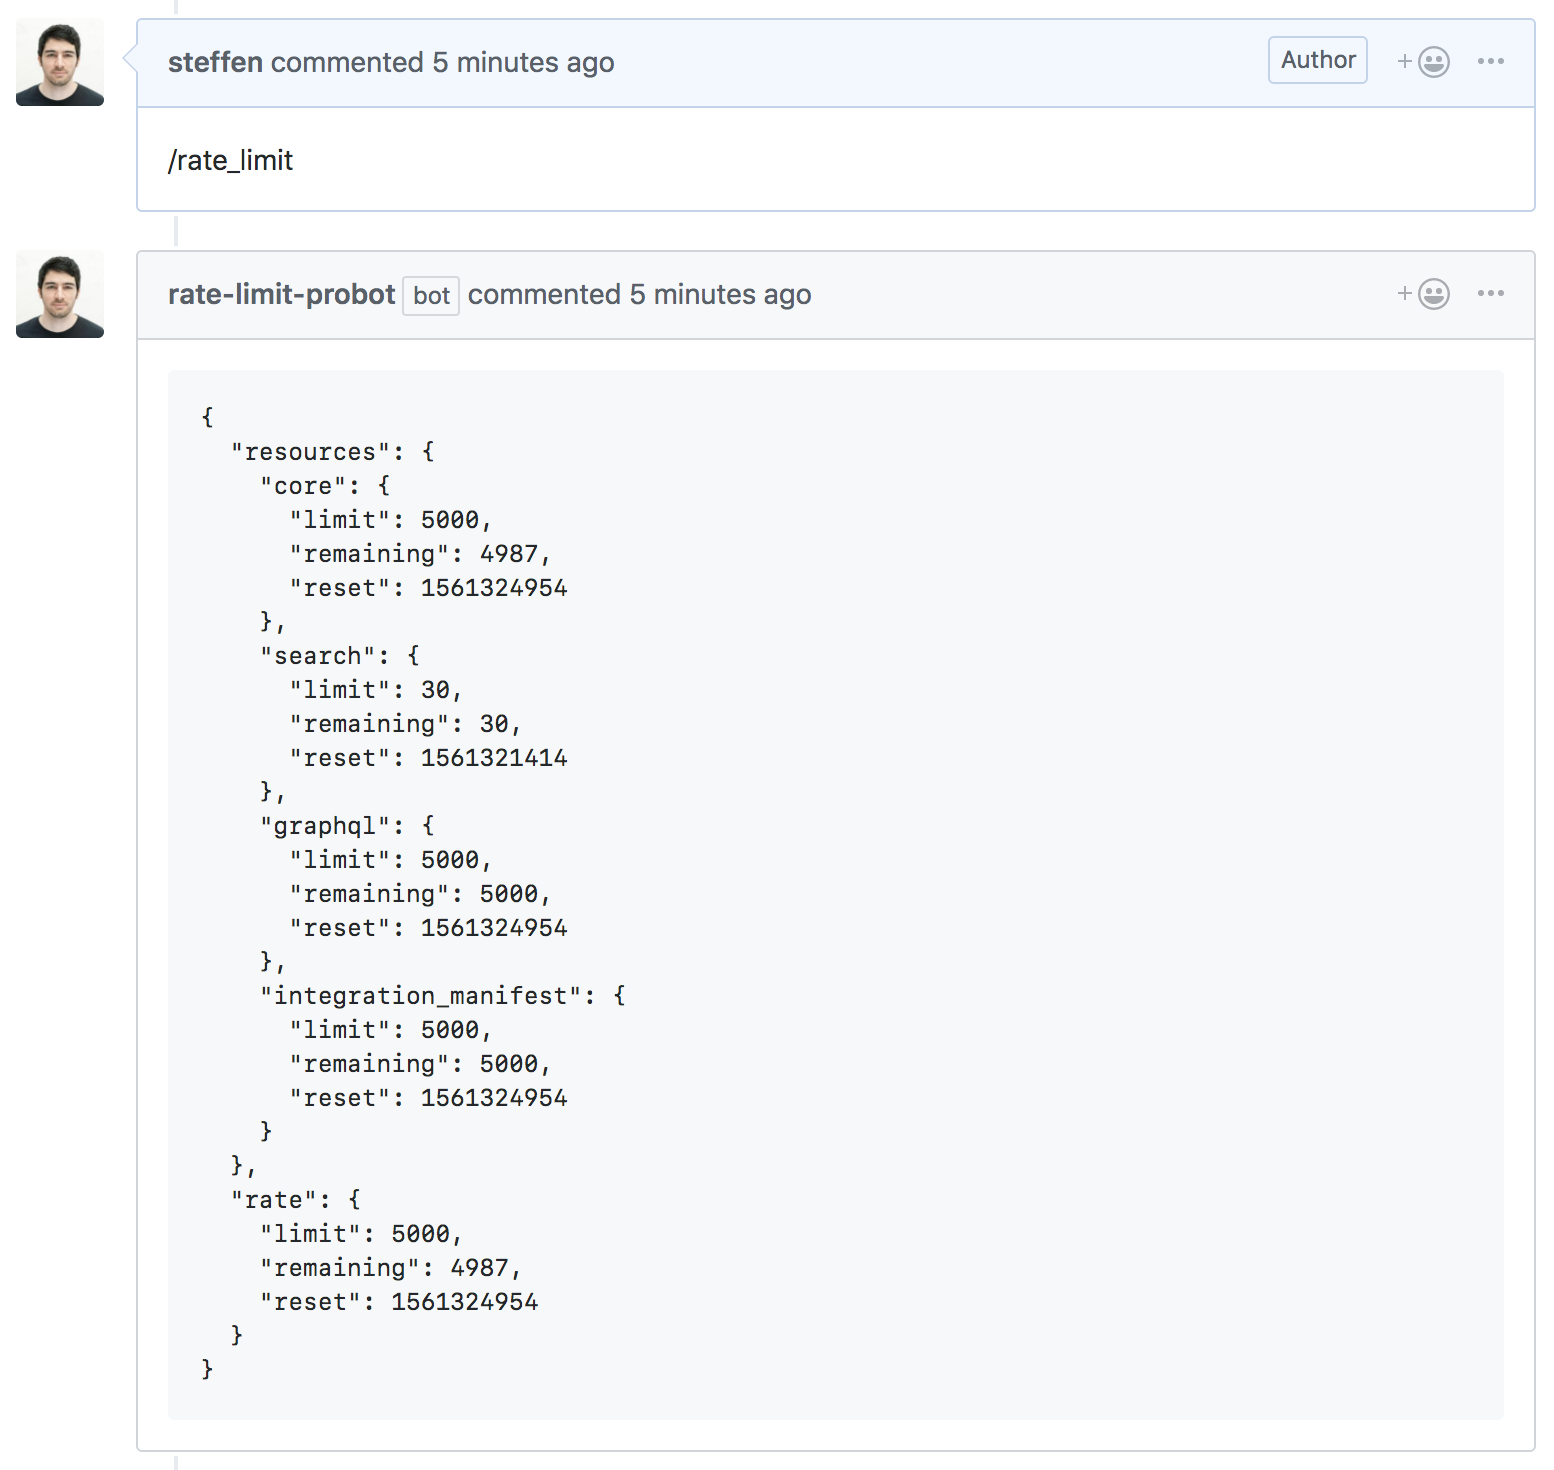 steffen commented 5 minutes ago Author
/rate_limit
rate-limit-probot bot commented 5 minutes ago
{
  "resources": {
    "core": {
      "limit": 5000,
      "remaining": 4987,
      "reset": 1561324954
    },
    "search": {
      "limit": 30,
      "remaining": 30,
      "reset": 1561321414
    },
    "graphql": {
      "limit": 5000,
      "remaining": 5000,
      "reset": 1561324954
    },
    "integration_manifest": {
      "limit": 5000,
      "remaining": 5000,
      "reset": 1561324954
    }
  },
  "rate": {
    "limit": 5000,
    "remaining": 4987,
    "reset": 1561324954
  }
}